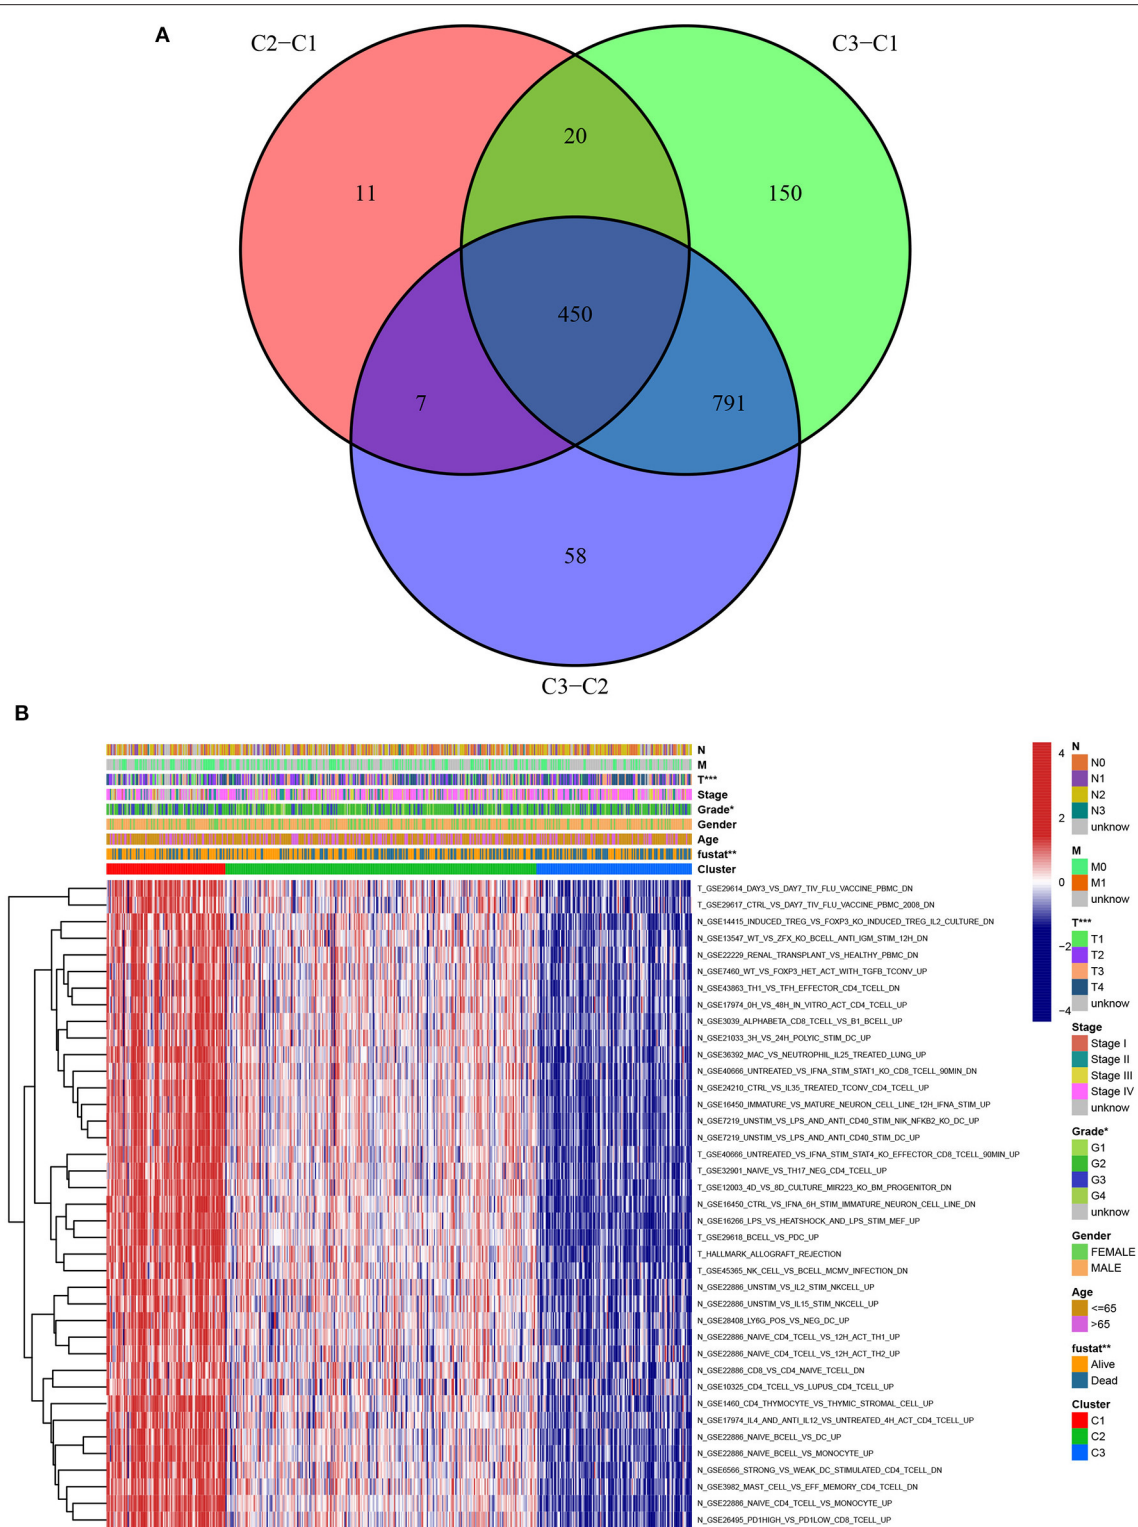 A
C2−C1
C3−C1
20
11
150
450
7
791
58
C3−C2
B
N
M
T***
Stage
Grade*
Gender
Age
fustat**
Cluster
T_GSE29614_DAY3_VS_DAY7_TIV_FLU_VACCINE_PBMC_DN
T_GSE29617_CTRL_VS_DAY7_TIV_FLU_VACCINE_PBMC_2008_DN
N_GSE14415_INDUCED_TREG_VS_FOXP3_KO_INDUCED_TREG_IL2_CULTURE_DN
N_GSE13547_WT_VS_ZFX_KO_BCELL_ANTI_IGM_STIM_12H_DN
N_GSE22229_RENAL_TRANSPLANT_VS_HEALTHY_PBMC_DN
N_GSE7460_WT_VS_FOXP3_HET_ACT_WITH_TGFB_TCONV_UP
N_GSE43863_TH1_VS_TFH_EFFECTOR_CD4_TCELL_DN
N_GSE17974_0H_VS_48H_IN_VITRO_ACT_CD4_TCELL_UP
N_GSE3039_ALPHABETA_CD8_TCELL_VS_B1_BCELL_UP
N_GSE21033_3H_VS_24H_POLYIC_STIM_DC_UP
N_GSE36392_MAC_VS_NEUTROPHIL_IL25_TREATED_LUNG_UP
N_GSE40666_UNTREATED_VS_IFNA_STIM_STAT1_KO_CD8_TCELL_90MIN_DN
N_GSE24210_CTRL_VS_IL35_TREATED_TCONV_CD4_TCELL_UP
N_GSE16450_IMMATURE_VS_MATURE_NEURON_CELL_LINE_12H_IFNA_STIM_UP
N_GSE7219_UNSTIM_VS_LPS_AND_ANTI_CD40_STIM_NIK_NFKB2_KO_DC_UP
N_GSE7219_UNSTIM_VS_LPS_AND_ANTI_CD40_STIM_DC_UP
T_GSE40666_UNTREATED_VS_IFNA_STIM_STAT4_KO_EFFECTOR_CD8_TCELL_90MIN_UP
T_GSE32901_NAIVE_VS_TH17_NEG_CD4_TCELL_UP
T_GSE12003_4D_VS_8D_CULTURE_MIR223_KO_BM_PROGENITOR_DN
N_GSE16450_CTRL_VS_IFNA_6H_STIM_IMMATURE_NEURON_CELL_LINE_DN
N_GSE16266_LPS_VS_HEATSHOCK_AND_LPS_STIM_MEF_UP
T_GSE29618_BCELL_VS_PDC_UP
T_HALLMARK_ALLOGRAFT_REJECTION
T_GSE45365_NK_CELL_VS_BCELL_MCMV_INFECTION_DN
N_GSE22886_UNSTIM_VS_IL2_STIM_NKCELL_UP
N_GSE22886_UNSTIM_VS_IL15_STIM_NKCELL_UP
N_GSE28408_LY6G_POS_VS_NEG_DC_UP
N_GSE22886_NAIVE_CD4_TCELL_VS_12H_ACT_TH1_UP
N_GSE22886_NAIVE_CD4_TCELL_VS_12H_ACT_TH2_UP
N_GSE22886_CD8_VS_CD4_NAIVE_TCELL_DN
N_GSE10325_CD4_TCELL_VS_LUPUS_CD4_TCELL_UP
N_GSE1460_CD4_THYMOCYTE_VS_THYMIC_STROMAL_CELL_UP
N_GSE17974_IL4_AND_ANTI_IL12_VS_UNTREATED_4H_ACT_CD4_TCELL_UP
N_GSE22886_NAIVE_BCELL_VS_DC_UP
N_GSE22886_NAIVE_BCELL_VS_MONOCYTE_UP
N_GSE6566_STRONG_VS_WEAK_DC_STIMULATED_CD4_TCELL_DN
N_GSE3982_MAST_CELL_VS_EFF_MEMORY_CD4_TCELL_DN
N_GSE22886_NAIVE_CD4_TCELL_VS_MONOCYTE_UP
N_GSE26495_PD1HIGH_VS_PD1LOW_CD8_TCELL_UP
4
2
0
−2
−4
N
N0
N1
N2
N3
unknow
M
M0
M1
unknow
T***
T1
T2
T3
T4
unknow
Stage
Stage I
Stage II
Stage III
Stage IV
unknow
Grade*
G1
G2
G3
G4
unknow
Gender
FEMALE
MALE
Age
<=65
>65
fustat**
Alive
Dead
Cluster
C1
C2
C3